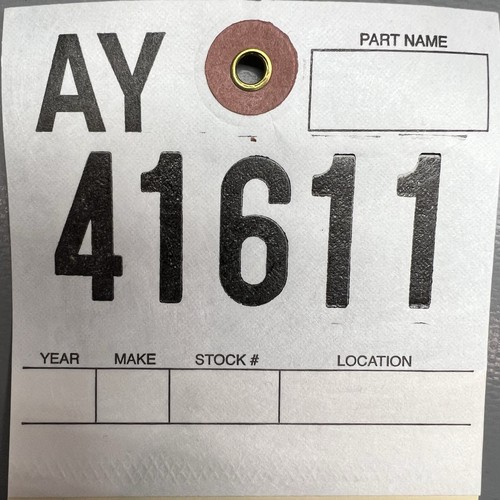 AY
PART NAME
41611
YEAR MAKE STOCK # LOCATION